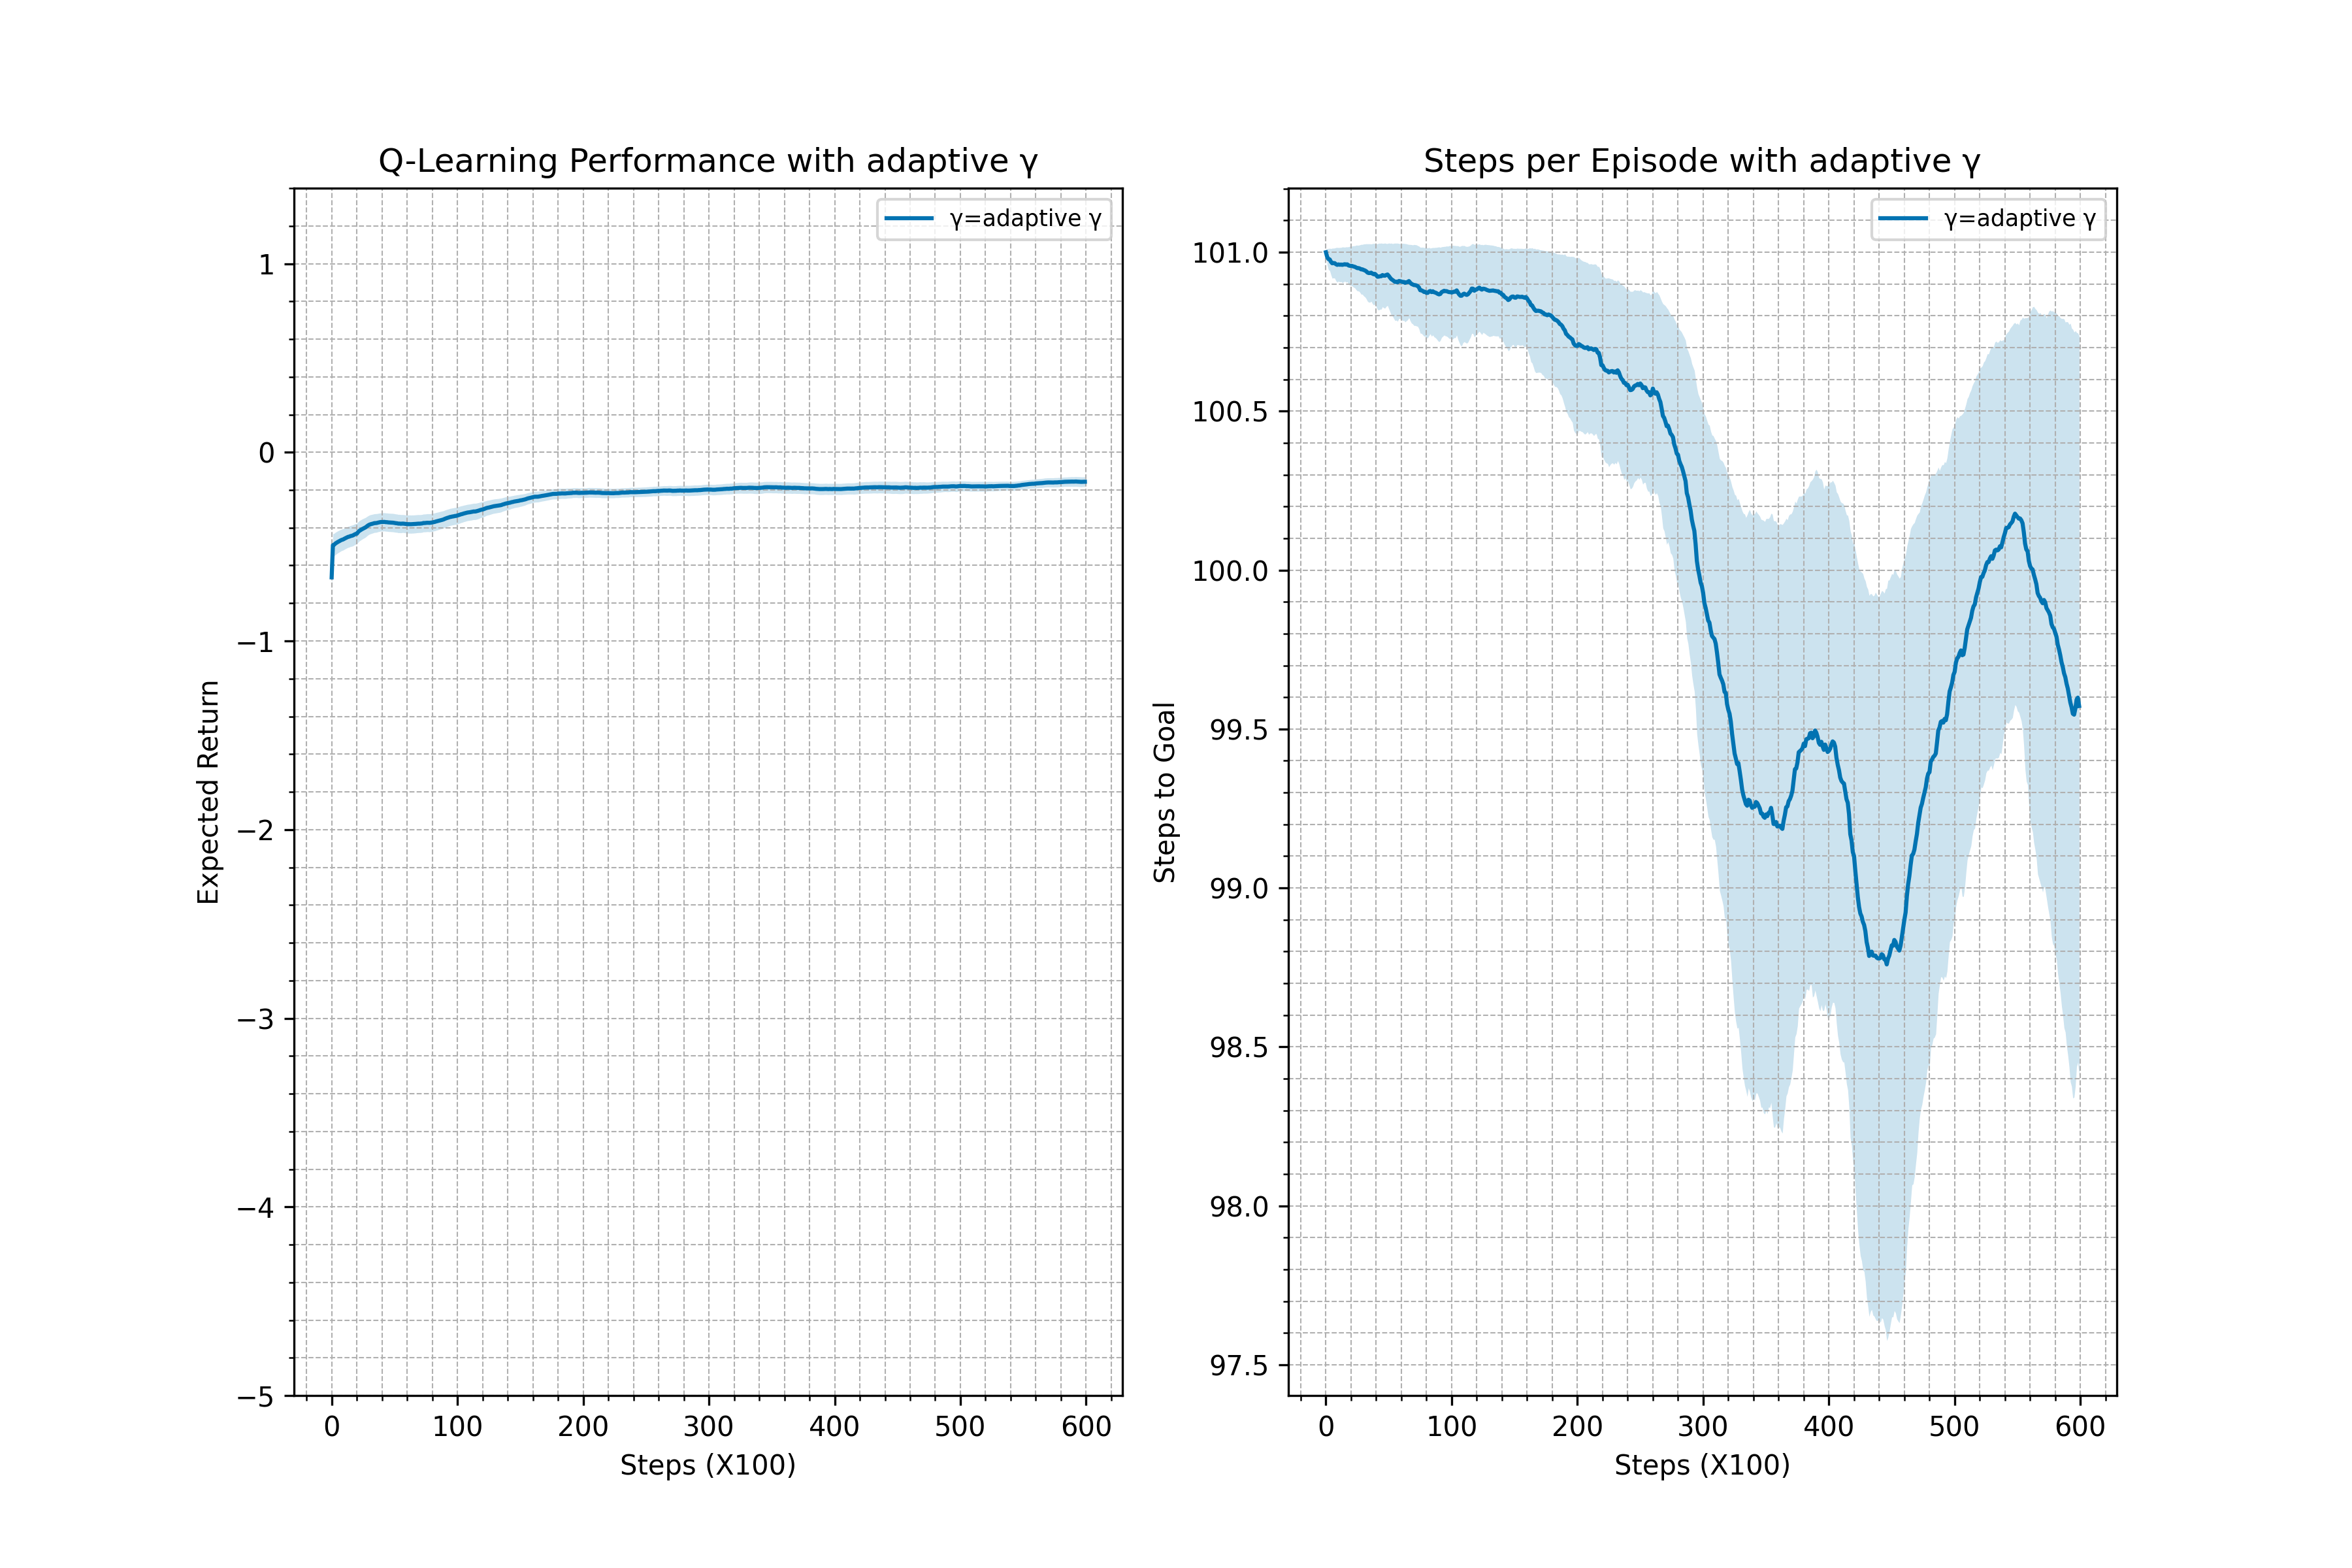 Q-Learning Performance with adaptive γ
γ=adaptive γ
1
0
−1
−2
−3
−4
−5
Expected Return
0 100 200 300 400 500 600
Steps (X100)
Steps per Episode with adaptive γ
γ=adaptive γ
101.0
100.5
100.0
99.5
99.0
98.5
98.0
97.5
Steps to Goal
0 100 200 300 400 500 600
Steps (X100)